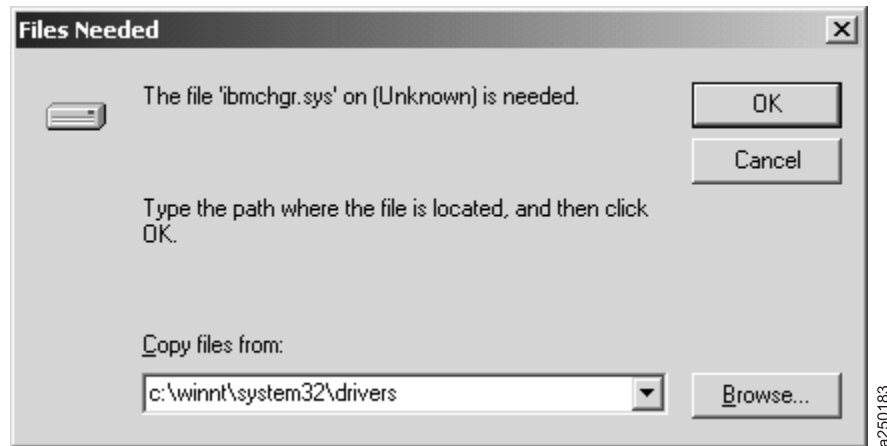 Files Needed
The file 'ibmchgr.sys' on (Unknown) is needed.
OK
Cancel
Type the path where the file is located, and then click
OK.
Copy files from:
c:\winnt\system32\drivers
Browse...
a250183